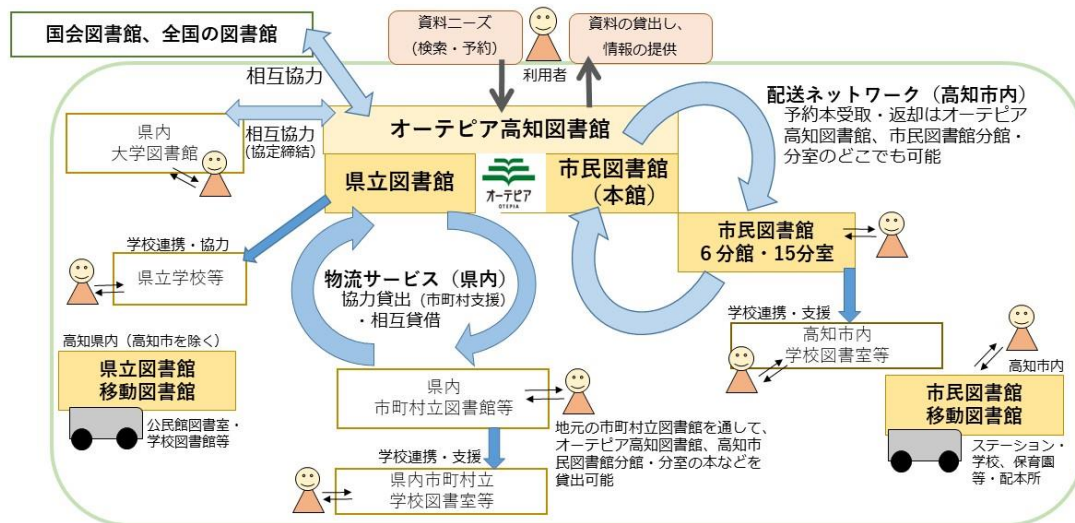 国会図書館、全国の図書館
資料ニーズ
(検索・予約)
利用者
資料の貸出し、
情報の提供
相互協力
県内
大学図書館
相互協力
(協定締結)
オーテピア高知図書館
県立図書館
オーテピア
OTEPIA
市民図書館
(本館)
配送ネットワーク(高知市内)
予約本受取・返却はオーテピア
高知図書館、市民図書館分館・
分室のどこでも可能
市民図書館
6分館・15分室
学校連携・協力
県立学校等
物流サービス(県内)
協力貸出(市町村支援)
・相互貸借
学校連携・支援
高知市内
学校図書室等
高知県内(高知市を除く)
県立図書館
移動図書館
公民館図書室・
学校図書館等
県内
市町村立図書館等
地元の市町村立図書館を通して、
オーテピア高知図書館、高知市
民図書館分館・分室の本などを
貸出可能
学校連携・支援
県内市町村立
学校図書室等
高知市内
市民図書館
移動図書館
ステーション・
学校、保育園
等・配本所